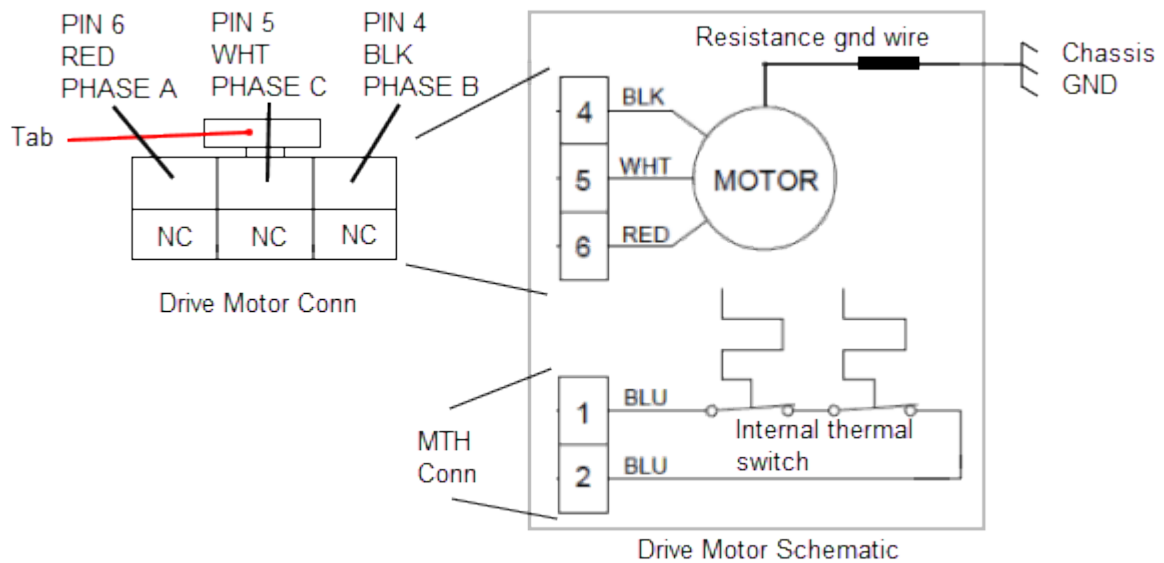 PIN 6
RED
PHASE A
PIN 5
WHT
PHASE C
PIN 4
BLK
PHASE B
Tab
NC
NC
NC
Drive Motor Conn
Resistance gnd wire
Chassis
GND
4
BLK
5
WHT
6
RED
MOTOR
MTH
Conn
1
BLU
2
BLU
Internal thermal
switch
Drive Motor Schematic